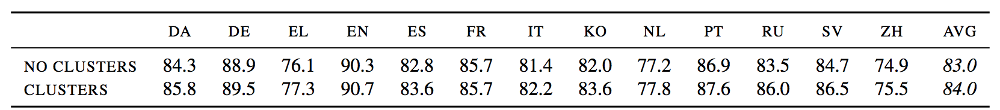 DA DE EL EN ES FR IT KO NL PT RU SV ZH AVG
NO CLUSTERS 84.3 88.9 76.1 90.3 82.8 85.7 81.4 82.0 77.2 86.9 83.5 84.7 74.9 83.0
CLUSTERS 85.8 89.5 77.3 90.7 83.6 85.7 82.2 83.6 77.8 87.6 86.0 86.5 75.5 84.0